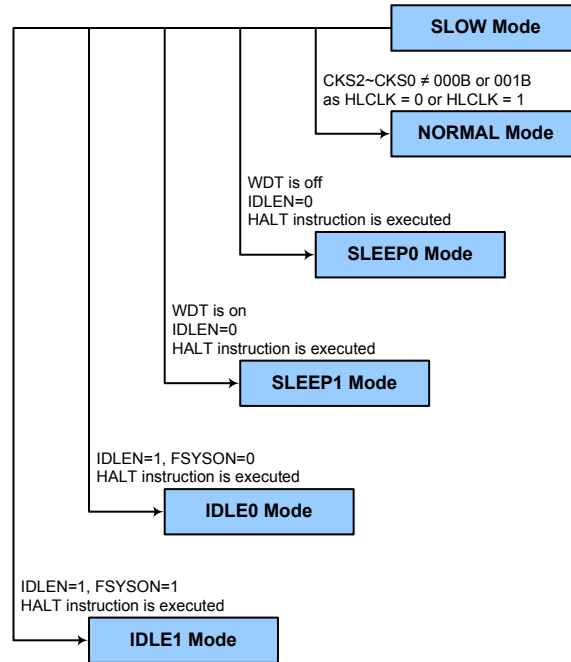 SLOW Mode
CKS2~CKS0 ≠ 000B or 001B
as HLCLK = 0 or HLCLK = 1
NORMAL Mode
WDT is off
IDLEN=0
HALT instruction is executed
SLEEP0 Mode
WDT is on
IDLEN=0
HALT instruction is executed
SLEEP1 Mode
IDLEN=1, FSYSON=0
HALT instruction is executed
IDLE0 Mode
IDLEN=1, FSYSON=1
HALT instruction is executed
IDLE1 Mode